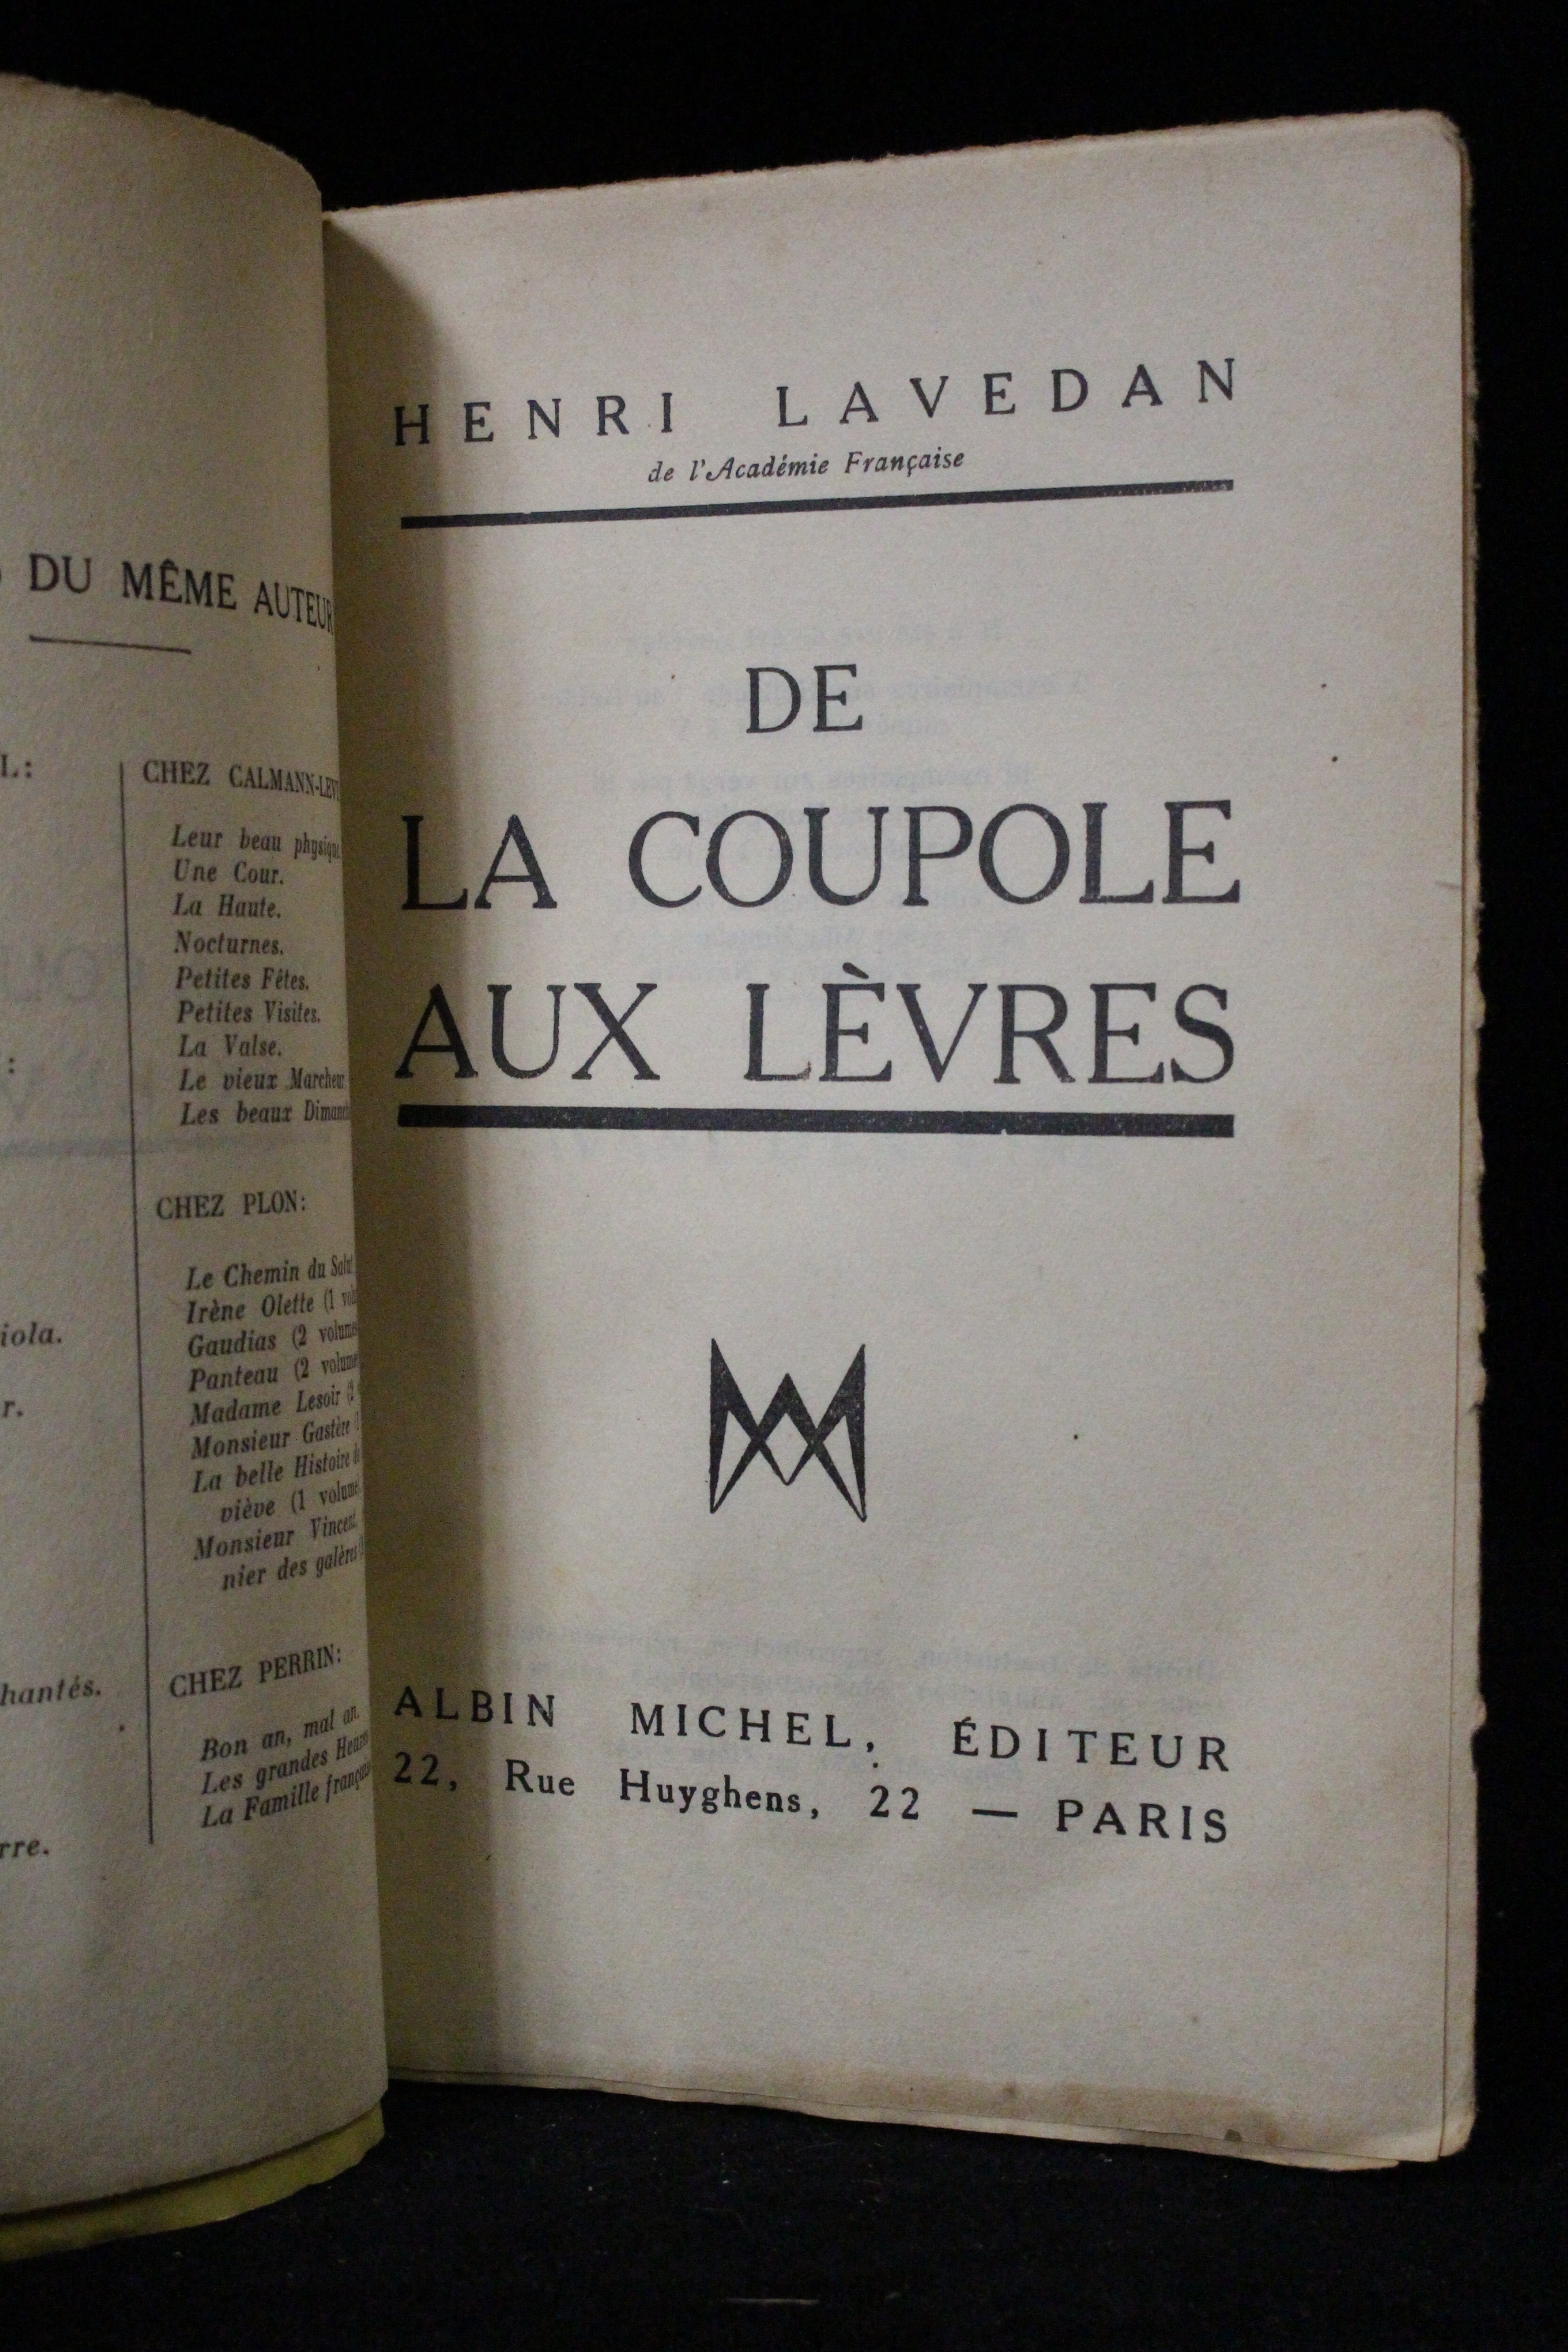 DU MÊME AUTEUR
L:
:
iola.
r.
hantés.
rre.
CHEZ CALMANN-LEV
Leur beau physiqu
Une Cour.
La Haute.
Nocturnes.
Petites Fêtes.
Petites Visites.
La Valse.
Le vieux Marcheur
Les beaux Dimanch
CHEZ PLON:
Le Chemin du Salut
Irène Olette (1 vol
Gaudias (2 volume
Panteau (2 volume
Madame Lesoir (2
Monsieur Gastère
La belle Histoire de
viève (1 volume
Monsieur Vincent,
nier des galères
CHEZ PERRIN:
Bon an, mal an.
Les grandes Heures
La Famille françai
HENRI LAVEDAN
de l'Académie Française
DE
LA COUPOLE
AUX LÈVRES
ALBIN MICHEL, ÉDITEUR
22, Rue Huyghens, 22 — PARIS